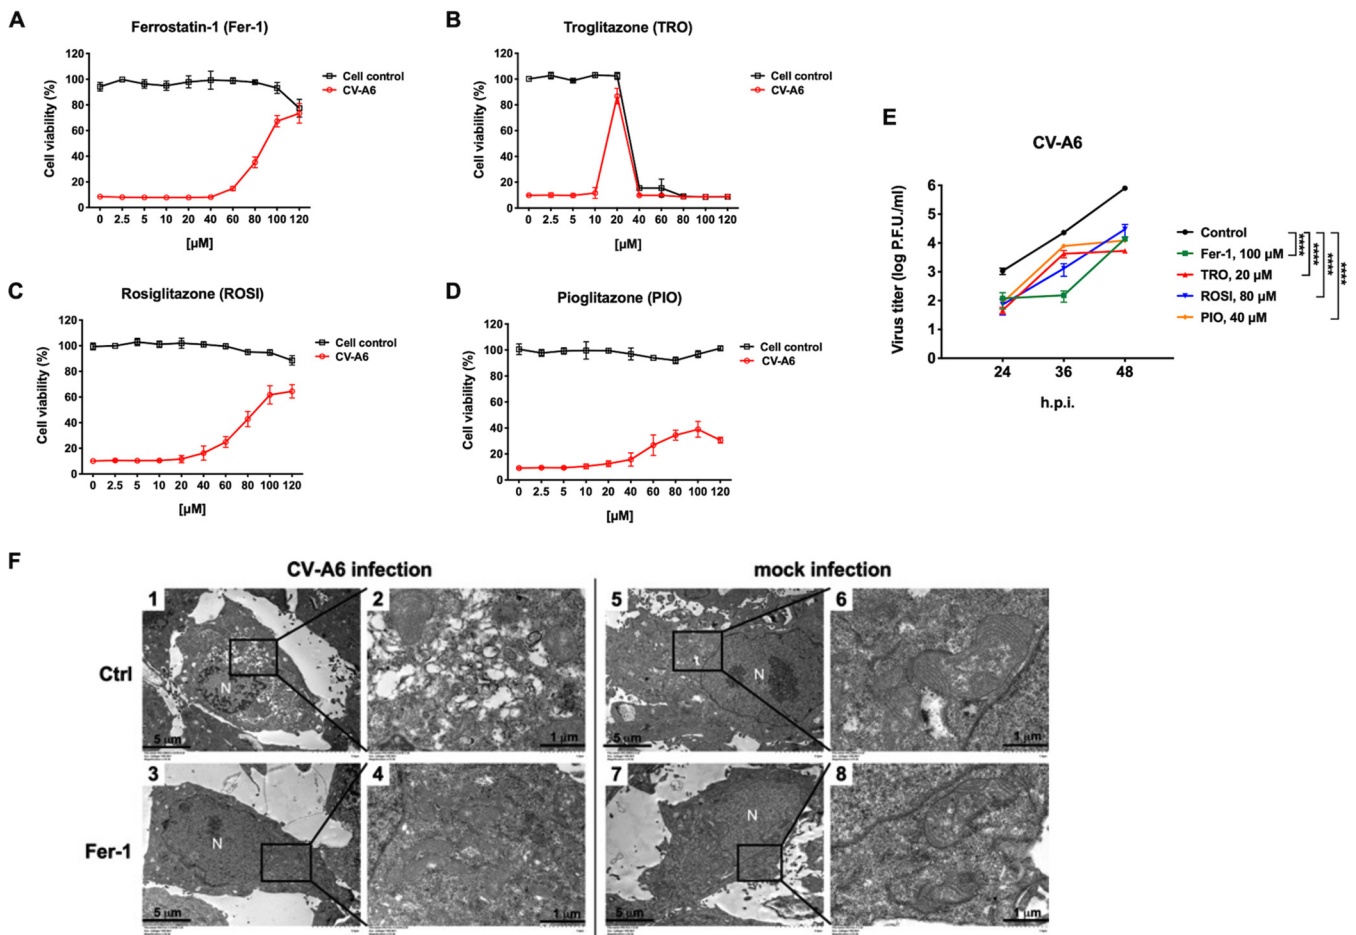 A
Ferrostatin-1 (Fer-1)
Cell viability (%)
120
100
80
60
40
20
0
0 2.5 5 10 20 40 60 80 100 120
[µM]
Cell control
CV-A6
B
Troglitazone (TRO)
Cell viability (%)
120
100
80
60
40
20
0
0 2.5 5 10 20 40 60 80 100 120
[µM]
Cell control
CV-A6
C
Rosiglitazone (ROSI)
Cell viability (%)
120
100
80
60
40
20
0
0 2.5 5 10 20 40 60 80 100 120
[µM]
Cell control
CV-A6
D
Pioglitazone (PIO)
Cell viability (%)
120
100
80
60
40
20
0
0 2.5 5 10 20 40 60 80 100 120
[µM]
Cell control
CV-A6
E
CV-A6
Virus titer (log P.F.U./ml)
6
5
4
3
2
1
0
24 36 48
h.p.i.
Control
Fer-1, 100 µM
TRO, 20 µM
ROSI, 80 µM
PIO, 40 µM
****
****
****
****
F
CV-A6 infection
mock infection
Ctrl
1
N
5 µm
2
1 µm
5
N
5 µm
6
1 µm
Fer-1
3
N
5 µm
4
1 µm
7
N
5 µm
8
1 µm